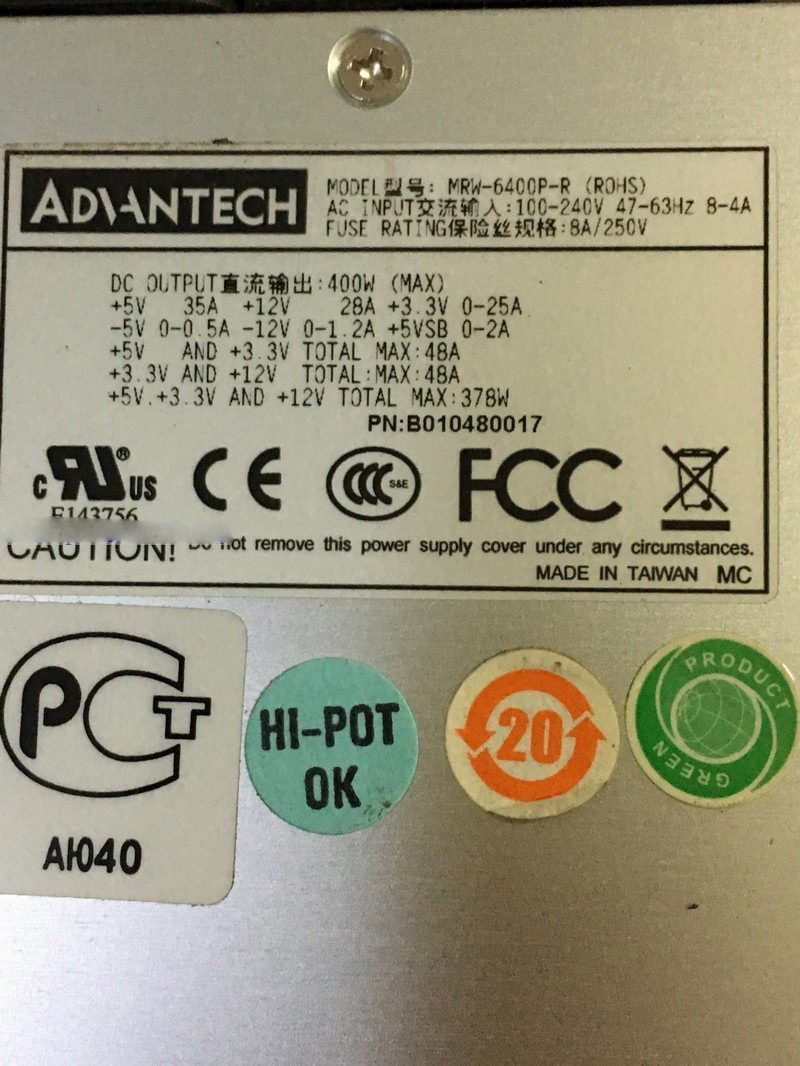 ADVANTECH
MODEL型号: MRW-6400P-R (ROHS)
AC INPUT交流输入:100-240V 47-63Hz 8-4A
FUSE RATING保险丝规格:8A/250V
DC OUTPUT直流输出:400W (MAX)
+5V 35A +12V 28A +3.3V 0-25A
-5V 0-0.5A -12V 0-1.2A +5VSB 0-2A
+5V AND +3.3V TOTAL MAX:48A
+3.3V AND +12V TOTAL:MAX:48A
+5V.+3.3V AND +12V TOTAL MAX:378W
PN:B010480017
c RU® US
CE
CCC S&E
FCC
E143756
CAUTION! Do not remove this power supply cover under any circumstances.
MADE IN TAIWAN MC
PCT
АЮ40
HI-POT
OK
20
PRODUCT
GREEN